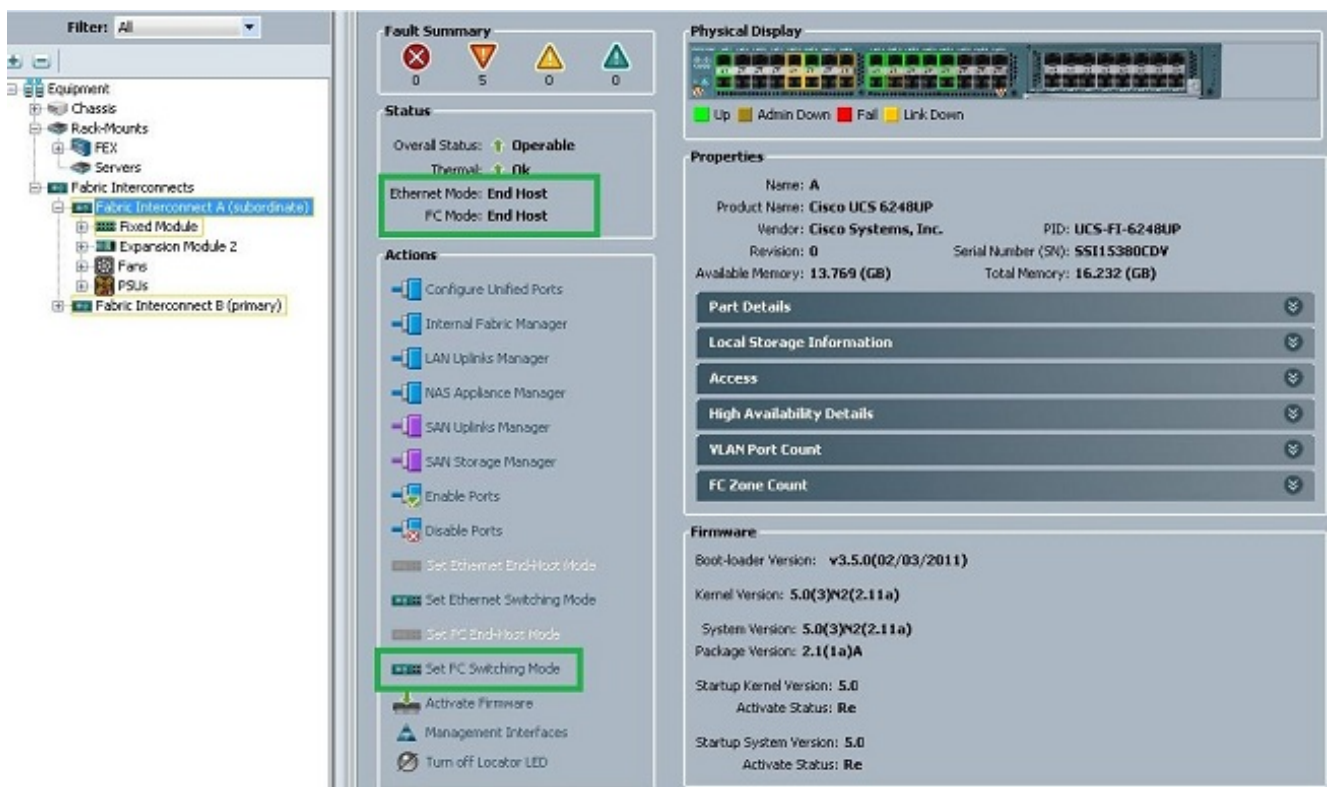 Filter: All
Equipment
Chassis
Rack-Mounts
FEX
Servers
Fabric Interconnects
Fabric Interconnect A (subordinate)
Fixed Module
Expansion Module 2
Fans
PSUs
Fabric Interconnect B (primary)
Fault Summary
0 5 0 0
Status
Overall Status: Operable
Thermal: Ok
Ethernet Mode: End Host
FC Mode: End Host
Actions
Configure Unified Ports
Internal Fabric Manager
LAN Uplinks Manager
NAS Appliance Manager
SAN Uplinks Manager
SAN Storage Manager
Enable Ports
Disable Ports
Set Ethernet End-Host Mode
Set Ethernet Switching Mode
Set FC End-Host Mode
Set FC Switching Mode
Activate Firmware
Management Interfaces
Turn off Locator LED
Physical Display
Up Admin Down Fail Link Down
Properties
Name: A
Product Name: Cisco UCS 6248UP
Vendor: Cisco Systems, Inc. PID: UCS-FI-6248UP
Revision: 0 Serial Number (SN): SSI15380CDV
Available Memory: 13.769 (GB) Total Memory: 16.232 (GB)
Part Details
Local Storage Information
Access
High Availability Details
VLAN Port Count
FC Zone Count
Firmware
Boot-loader Version: v3.5.0(02/03/2011)
Kernel Version: 5.0(3)N2(2.11a)
System Version: 5.0(3)N2(2.11a)
Package Version: 2.1(1a)A
Startup Kernel Version: 5.0
Activate Status: Re
Startup System Version: 5.0
Activate Status: Re